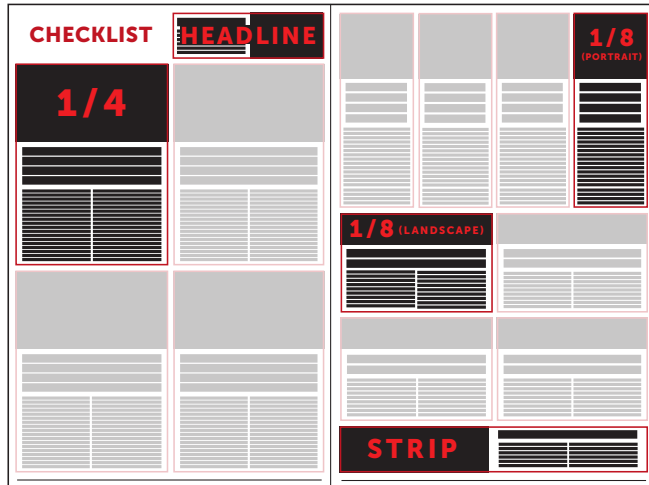 CHECKLIST
HEADLINE
1/4
1/8
(PORTRAIT)
1/8 (LANDSCAPE)
STRIP